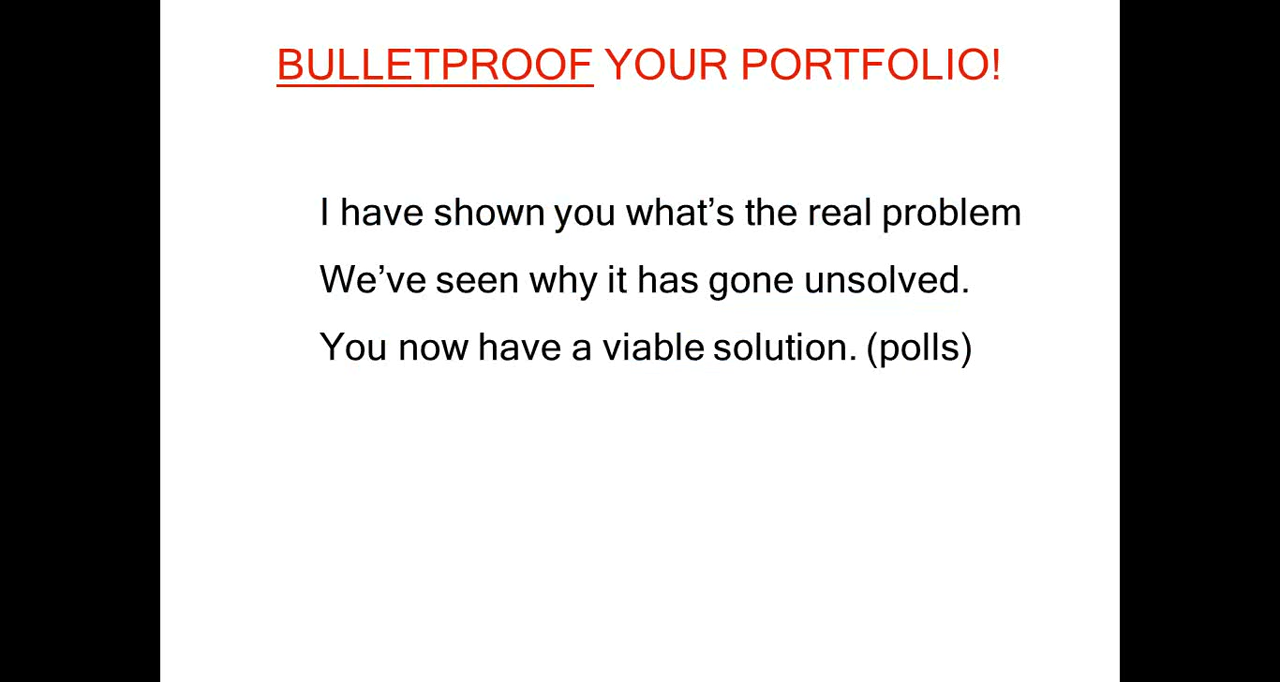 BULLETPROOF YOUR PORTFOLIO!
I have shown you what’s the real problem
We’ve seen why it has gone unsolved.
You now have a viable solution. (polls)